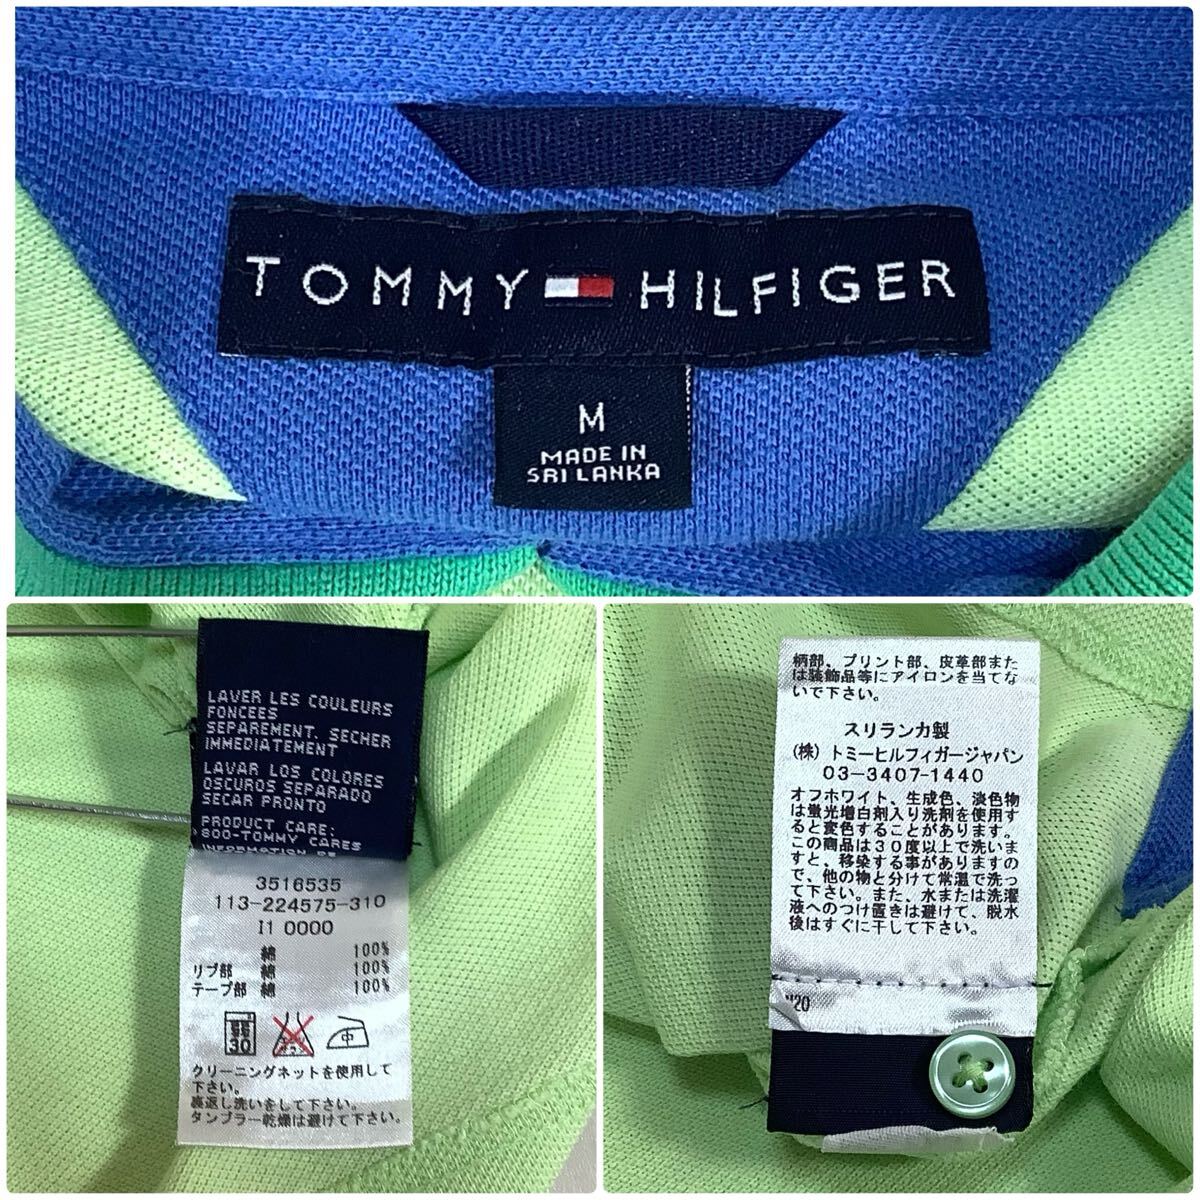 TOMMY HILFIGER
M
MADE IN
SRI LANKA
LAVER LES COULEURS
FONCEES
SEPAREMENT. SECHER
IMMEDIATEMENT
LAVAR LOS COLORES
OSCUROS SEPARADO
SECAR PRONTO
PRODUCT CARE:
800-TOMMY CARES
3516535
113-224575-310
I1 0000
綿 100%
リブ部 綿 100%
テープ部 綿 100%
30 中
クリーニングネットを使用して
下さい。
裏返し洗いをして下さい。
タンブラー乾燥は避けて下さい。
柄部、プリント部、皮革部また
は装飾品等にアイロンを当てな
いで下さい。
スリランカ製
(株) トミーヒルフィガージャパン
03-3407-1440
オフホワイト、生成色、淡色物
は蛍光増白剤入り洗剤を使用す
ると変色することがあります。
この商品は30度以上で洗いま
すと、移染する事がありますの
で、他の物と分けて常温で洗っ
て下さい。また、水または洗濯
液へのつけ置きは避けて、脱水
後はすぐに干して下さい。